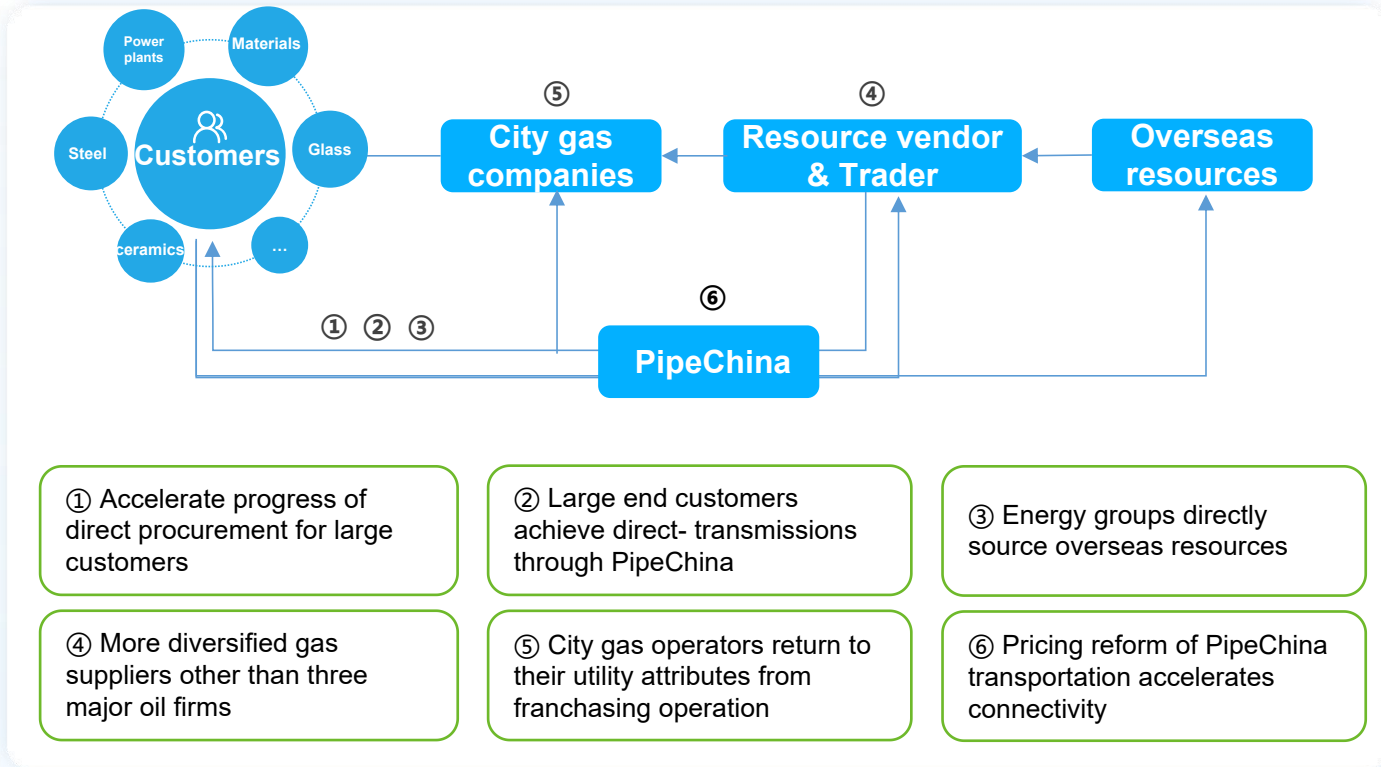 Power
plants
Materials
Steel
Customers
Glass
ceramics
...
⑤
City gas
companies
④
Resource vendor
& Trader
Overseas
resources
① ② ③
⑥
PipeChina
① Accelerate progress of
direct procurement for large
customers
② Large end customers
achieve direct- transmissions
through PipeChina
③ Energy groups directly
source overseas resources
④ More diversified gas
suppliers other than three
major oil firms
⑤ City gas operators return to
their utility attributes from
franchasing operation
⑥ Pricing reform of PipeChina
transportation accelerates
connectivity